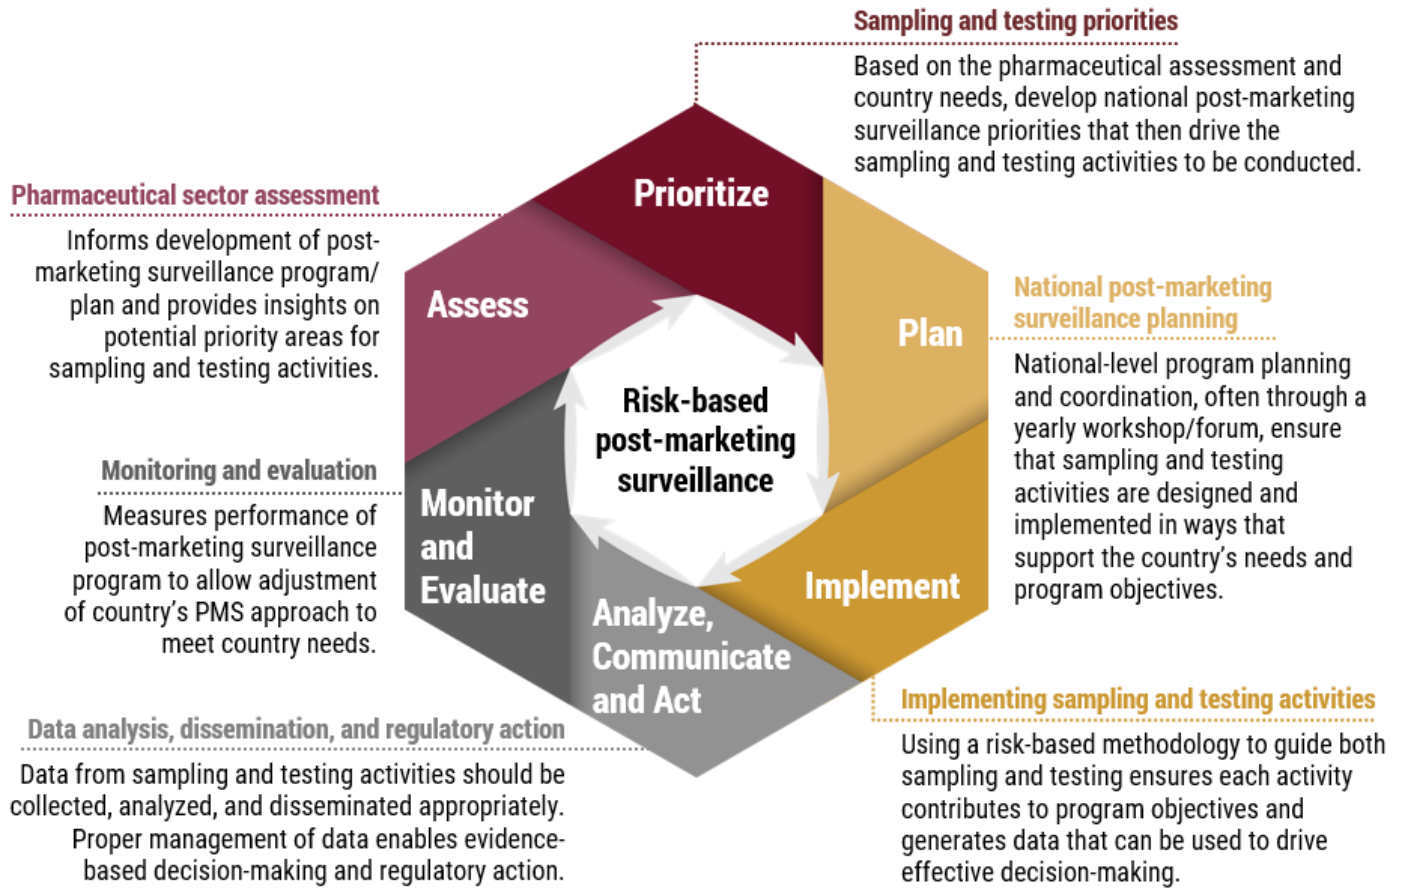 Sampling and testing priorities
Based on the pharmaceutical assessment and
country needs, develop national post-marketing
surveillance priorities that then drive the
sampling and testing activities to be conducted.
Prioritize
Pharmaceutical sector assessment
Informs development of post-
marketing surveillance program/
plan and provides insights on
potential priority areas for
sampling and testing activities.
Assess
Plan
National post-marketing
surveillance planning
National-level program planning
and coordination, often through a
yearly workshop/forum, ensure
that sampling and testing
activities are designed and
implemented in ways that
support the country's needs and
program objectives.
Risk-based
post-marketing
surveillance
Monitoring and evaluation
Measures performance of
post-marketing surveillance
program to allow adjustment
of country's PMS approach to
meet country needs.
Monitor
and
Evaluate
Implement
Analyze,
Communicate
and Act
Implementing sampling and testing activities
Using a risk-based methodology to guide both
sampling and testing ensures each activity
contributes to program objectives and
generates data that can be used to drive
effective decision-making.
Data analysis, dissemination, and regulatory action
Data from sampling and testing activities should be
collected, analyzed, and disseminated appropriately.
Proper management of data enables evidence-
based decision-making and regulatory action.